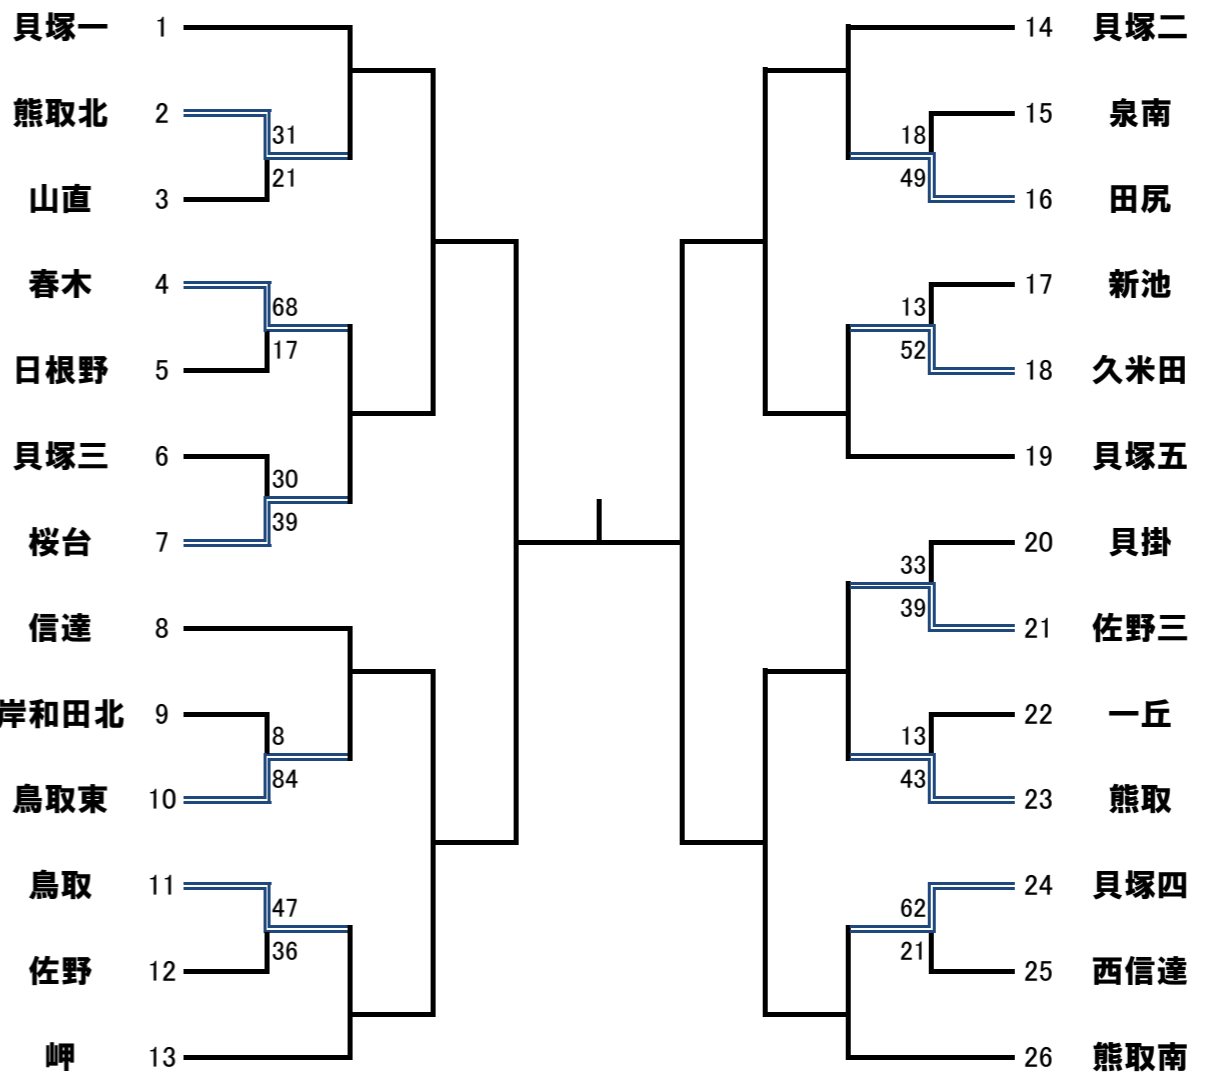 貝塚一 1
熊取北 2
31
21
山直 3
春木 4
68
17
日根野 5
貝塚三 6
30
39
桜台 7
信達 8
岸和田北 9
8
84
鳥取東 10
鳥取 11
47
36
佐野 12
岬 13
14 貝塚二
15 泉南
18
49
16 田尻
17 新池
13
52
18 久米田
19 貝塚五
20 貝掛
33
39
21 佐野三
22 一丘
13
43
23 熊取
24 貝塚四
62
21
25 西信達
26 熊取南